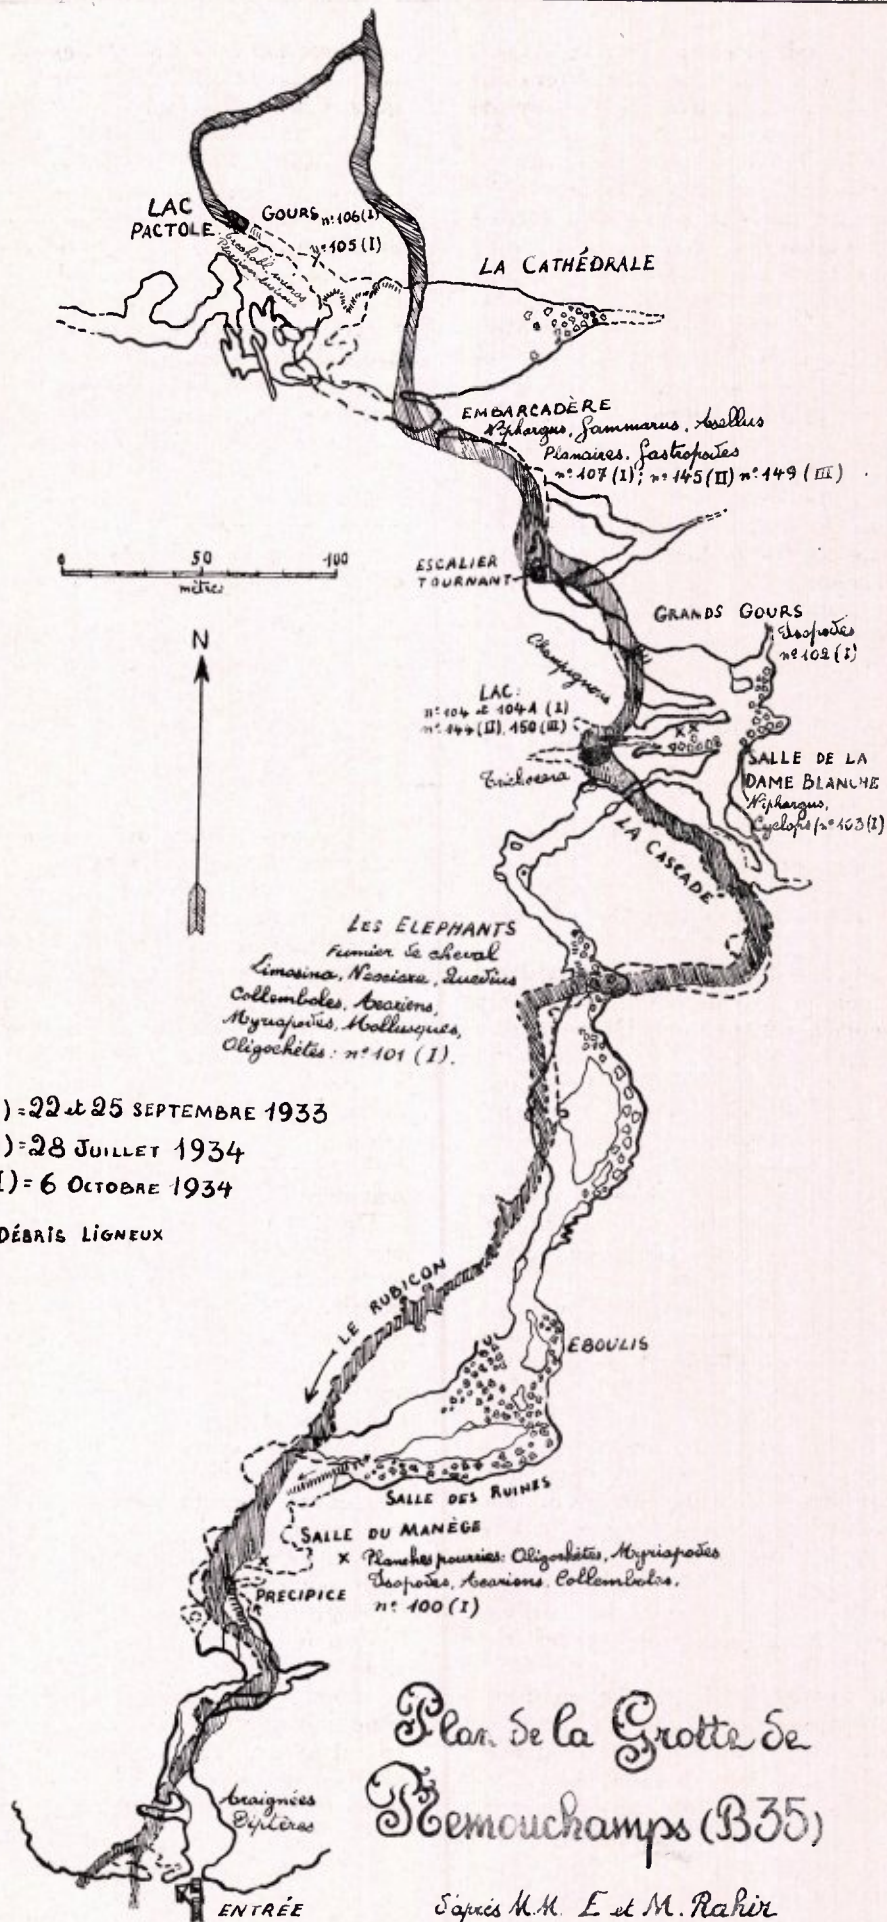 LAC
PACTOLE
GOURS n° 106 (I)
n° 105 (I)
LA CATHÉDRALE
EMBARCADÈRE
Niphargus, Gammarus, Asellus
Planaires, Gastropodes
n° 107 (I); n° 145 (II) n° 149 (III)
0 50 100
mètres
ESCALIER
TOURNANT
N
GRANDS GOURS
Isopodes
n° 102 (I)
Champignons
LAC:
n° 104 et 104A (I)
n° 144 (II), 150 (III)
Trichocera
SALLE DE LA
DAME BLANCHE
Niphargus,
Cyclops (n° 103 (I)
LA CASCADE
LES ELEPHANTS
Fumier de cheval
Limosina, Quedius
Collemboles, Acariens,
Myriapodes, Mollusques,
Oligochètes: n° 101 (I).
) = 22 et 25 SEPTEMBRE 1933
) = 28 JUILLET 1934
I) = 6 OCTOBRE 1934
DÉBRIS LIGNEUX
LE RUBICON
EBOULIS
SALLE DES RUINES
SALLE DU MANÈGE
x Planches pourries: Oligochètes, Myriapodes
Isopodes, Acariens, Collemboles,
n° 100 (I)
PRECIPICE
Plan de la Grotte de
Remouchamps (B35)
Araignées
Diptères
ENTRÉE
d'après M.M. E et M. Rahir